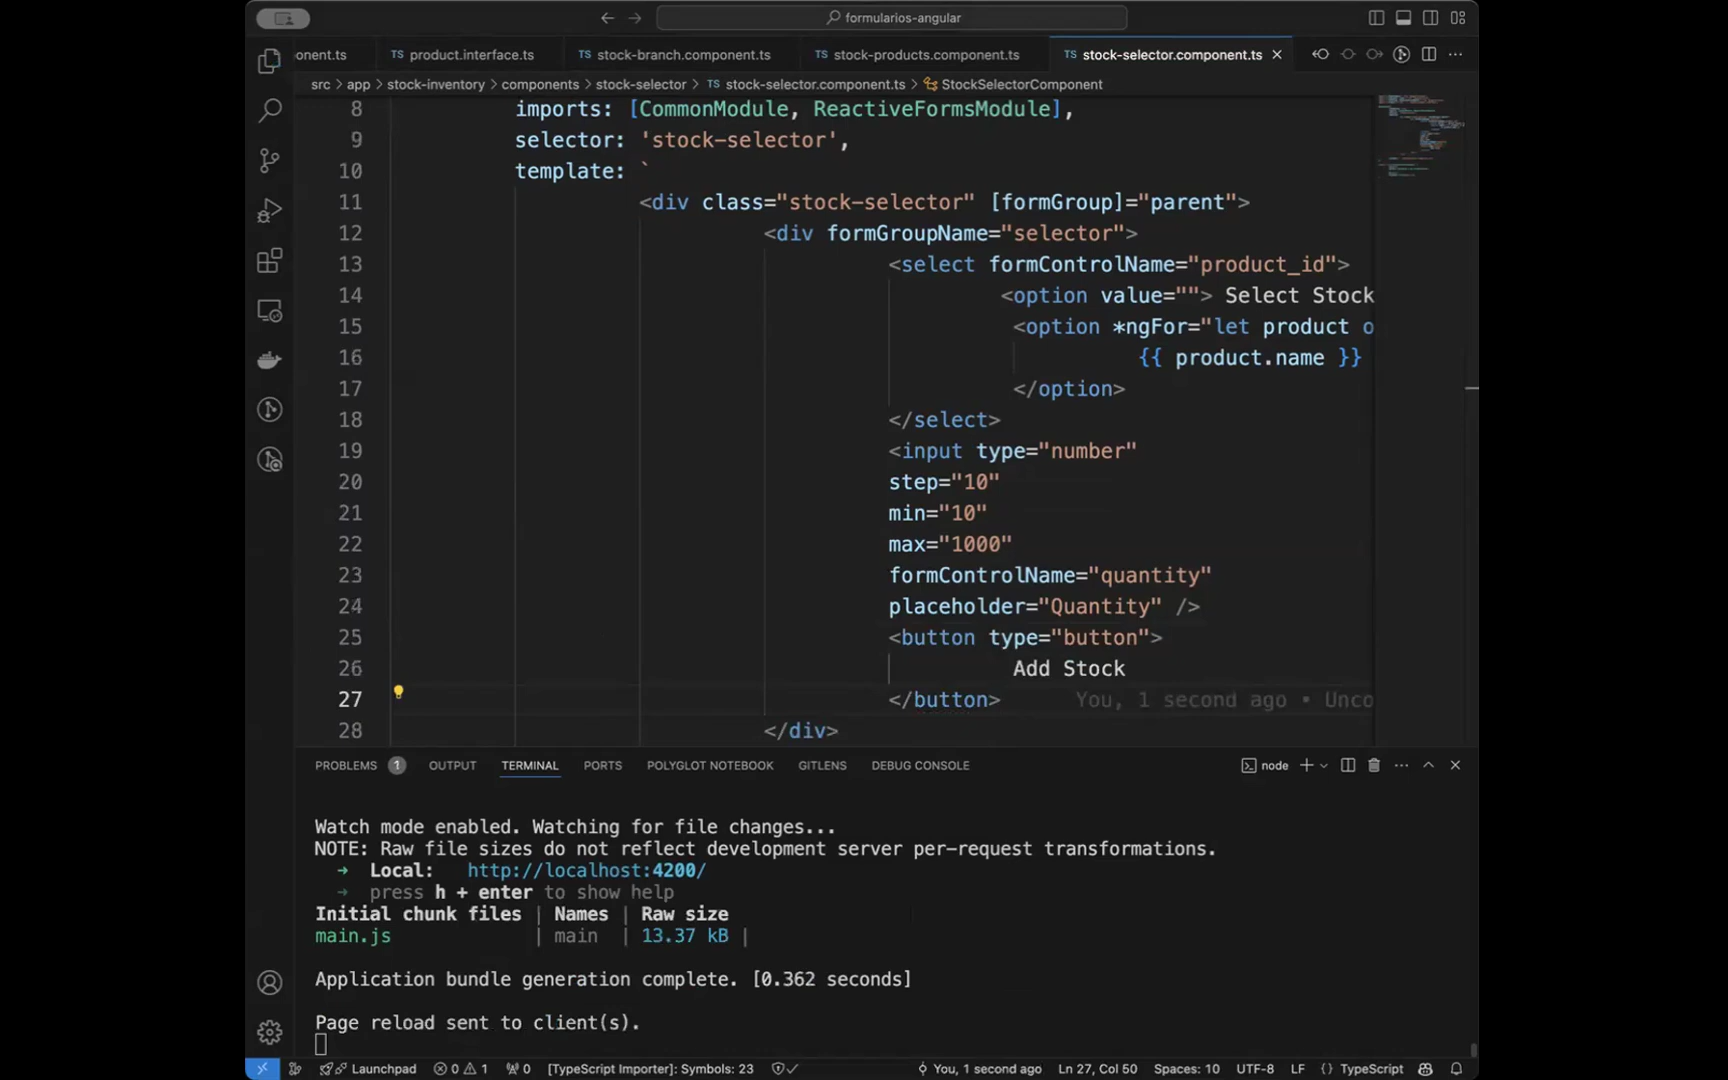 formularios-angular
onent.ts
TS product.interface.ts
TS stock-branch.component.ts
TS stock-products.component.ts
TS stock-selector.component.ts
src > app > stock-inventory > components > stock-selector > TS stock-selector.component.ts > StockSelectorComponent
8 imports: [CommonModule, ReactiveFormsModule],
9 selector: 'stock-selector',
10 template: `
11 <div class="stock-selector" [formGroup]="parent">
12 <div formGroupName="selector">
13 <select formControlName="product_id">
14 <option value=""> Select Stock
15 <option *ngFor="let product o
16 {{ product.name }}
17 </option>
18 </select>
19 <input type="number"
20 step="10"
21 min="10"
22 max="1000"
23 formControlName="quantity"
24 placeholder="Quantity" />
25 <button type="button">
26 Add Stock
27 </button> You, 1 second ago • Unco
28 </div>
PROBLEMS 1 OUTPUT TERMINAL PORTS POLYGLOT NOTEBOOK GITLENS DEBUG CONSOLE node
Watch mode enabled. Watching for file changes...
NOTE: Raw file sizes do not reflect development server per-request transformations.
➜ Local: http://localhost:4200/
➜ press h + enter to show help
Initial chunk files | Names | Raw size
main.js | main | 13.37 kB |
Application bundle generation complete. [0.362 seconds]
Page reload sent to client(s).
Launchpad 0 1 0 [TypeScript Importer]: Symbols: 23 You, 1 second ago Ln 27, Col 50 Spaces: 10 UTF-8 LF {} TypeScript